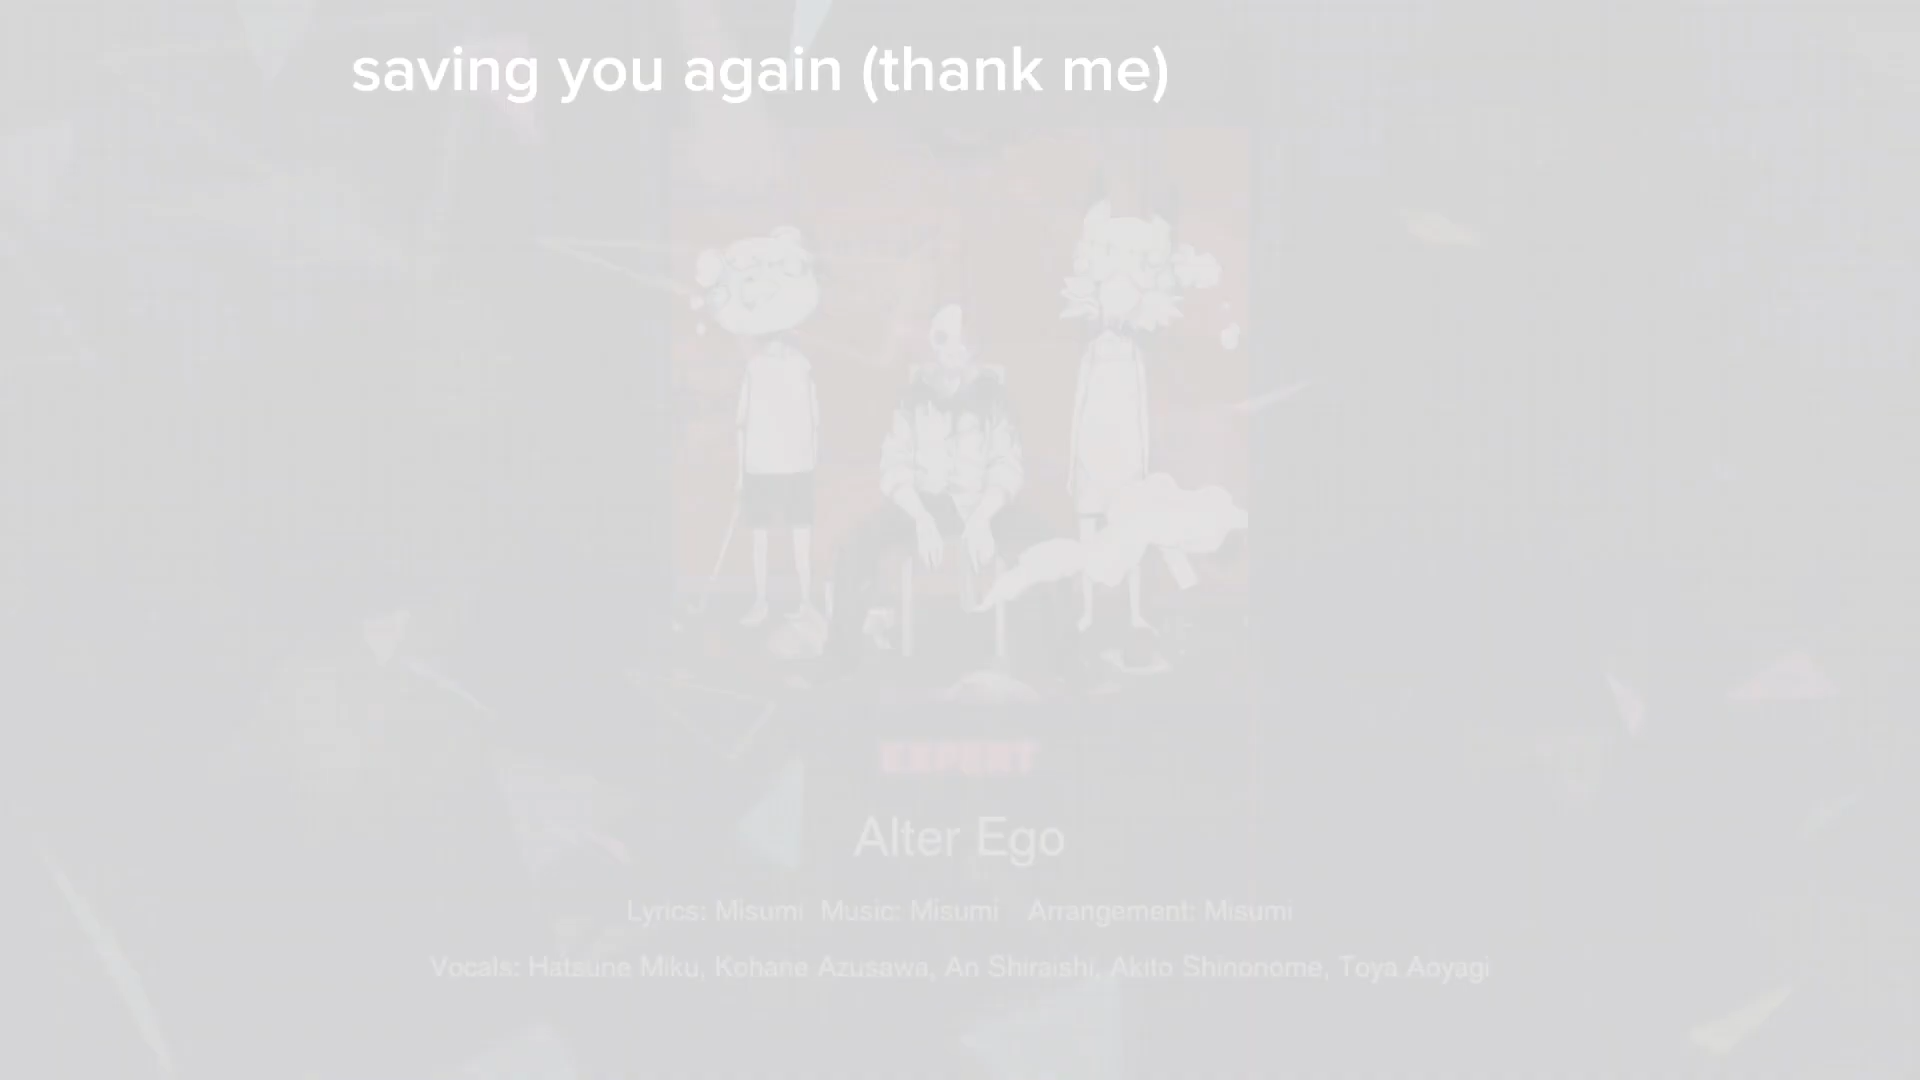 saving you again (thank me)
EXPERT
Alter Ego
Lyrics: Misumi Music: Misumi Arrangement: Misumi
Vocals: Hatsune Miku, Kohane Azusawa, An Shiraishi, Akito Shinonome, Toya Aoyagi